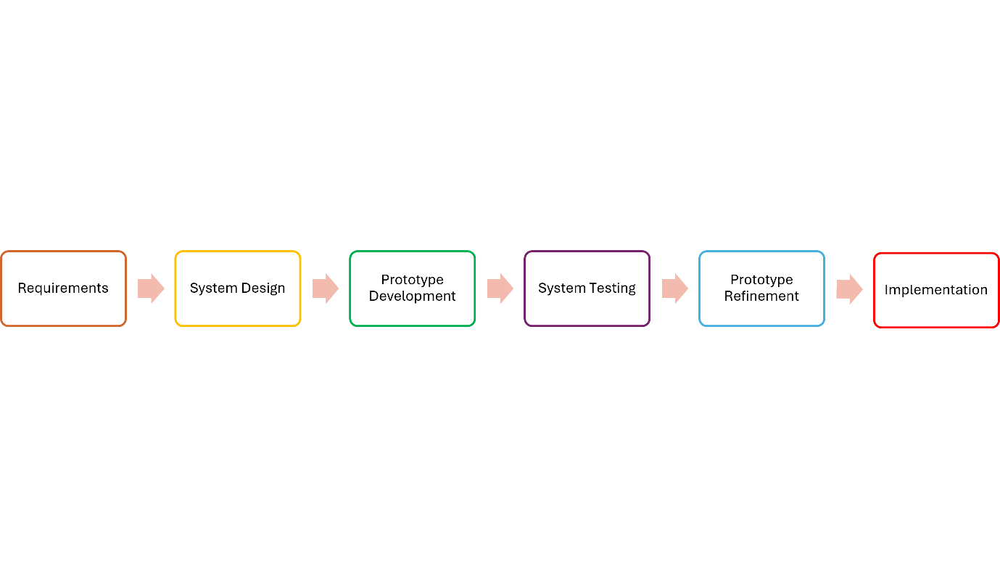 Requirements
System Design
Prototype
Development
System Testing
Prototype
Refinement
Implementation